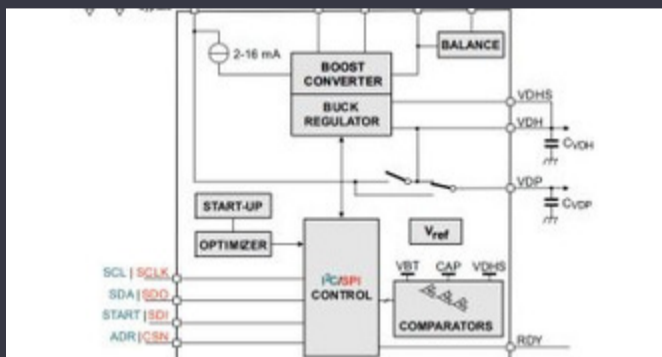 2-16 mA
BALANCE
BOOST
CONVERTER
BUCK
REGULATOR
VDHS
VDH
CVDH
VDP
CVDP
START-UP
OPTIMIZER
Vref
SCL | SCLK
SDA | SDO
START | SDI
ADR | CSN
I²C/SPI
CONTROL
VBT CAP VDHS
COMPARATORS
RDY